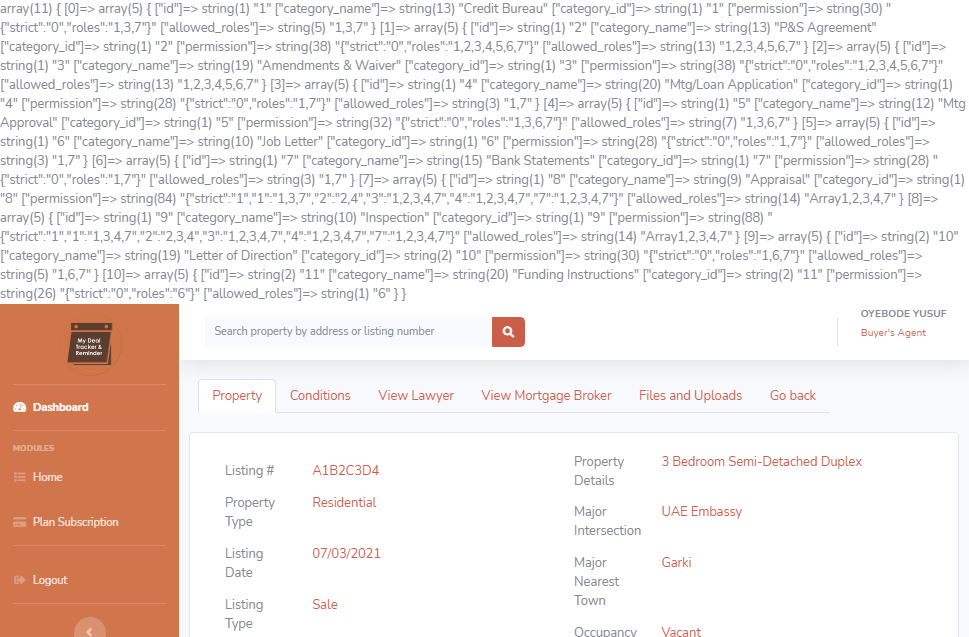 array(11) { [0]=> array(5) { ["id"]=> string(1) "1" ["category_name"]=> string(13) "Credit Bureau" ["category_id"]=> string(1) "1" ["permission"]=> string(30) "
{"strict":"0","roles":"1,3,7"}" ["allowed_roles"]=> string(5) "1,3,7" } [1]=> array(5) { ["id"]=> string(1) "2" ["category_name"]=> string(13) "P&S Agreement"
["category_id"]=> string(1) "2" ["permission"]=> string(38) "{"strict":"0","roles":"1,2,3,4,5,6,7"}" ["allowed_roles"]=> string(13) "1,2,3,4,5,6,7" } [2]=> array(5) { ["id"]=>
string(1) "3" ["category_name"]=> string(19) "Amendments & Waiver" ["category_id"]=> string(1) "3" ["permission"]=> string(38) "{"strict":"0","roles":"1,2,3,4,5,6,7"}"
["allowed_roles"]=> string(13) "1,2,3,4,5,6,7" } [3]=> array(5) { ["id"]=> string(1) "4" ["category_name"]=> string(20) "Mtg/Loan Application" ["category_id"]=> string(1)
"4" ["permission"]=> string(28) "{"strict":"0","roles":"1,7"}" ["allowed_roles"]=> string(3) "1,7" } [4]=> array(5) { ["id"]=> string(1) "5" ["category_name"]=> string(12) "Mtg
Approval" ["category_id"]=> string(1) "5" ["permission"]=> string(32) "{"strict":"0","roles":"1,3,6,7"}" ["allowed_roles"]=> string(7) "1,3,6,7" } [5]=> array(5) { ["id"]=>
string(1) "6" ["category_name"]=> string(10) "Job Letter" ["category_id"]=> string(1) "6" ["permission"]=> string(28) "{"strict":"0","roles":"1,7"}" ["allowed_roles"]=>
string(3) "1,7" } [6]=> array(5) { ["id"]=> string(1) "7" ["category_name"]=> string(15) "Bank Statements" ["category_id"]=> string(1) "7" ["permission"]=> string(28) "
{"strict":"0","roles":"1,7"}" ["allowed_roles"]=> string(3) "1,7" } [7]=> array(5) { ["id"]=> string(1) "8" ["category_name"]=> string(9) "Appraisal" ["category_id"]=> string(1)
"8" ["permission"]=> string(84) "{"strict":"1","1":"1,3,7","2":"2,4","3":"1,2,3,4,7","4":"1,2,3,4,7","7":"1,2,3,4,7"}" ["allowed_roles"]=> string(14) "Array1,2,3,4,7" } [8]=>
array(5) { ["id"]=> string(1) "9" ["category_name"]=> string(10) "Inspection" ["category_id"]=> string(1) "9" ["permission"]=> string(88) "
{"strict":"1","1":"1,3,4,7","2":"2,3,4","3":"1,2,3,4,7","4":"1,2,3,4,7","7":"1,2,3,4,7"}" ["allowed_roles"]=> string(14) "Array1,2,3,4,7" } [9]=> array(5) { ["id"]=> string(2) "10"
["category_name"]=> string(19) "Letter of Direction" ["category_id"]=> string(2) "10" ["permission"]=> string(30) "{"strict":"0","roles":"1,6,7"}" ["allowed_roles"]=>
string(5) "1,6,7" } [10]=> array(5) { ["id"]=> string(2) "11" ["category_name"]=> string(20) "Funding Instructions" ["category_id"]=> string(2) "11" ["permission"]=>
string(26) "{"strict":"0","roles":"6"}" ["allowed_roles"]=> string(1) "6" } }
My Deal
Tracker &
Reminder
Dashboard
MODULES
Home
Plan Subscription
Logout
Search property by address or listing number
OYEBODE YUSUF
Buyer's Agent
Property Conditions View Lawyer View Mortgage Broker Files and Uploads Go back
Listing # A1B2C3D4
Property
Type
Residential
Listing
Date
07/03/2021
Listing
Type
Sale
Property
Details
3 Bedroom Semi-Detached Duplex
Major
Intersection
UAE Embassy
Major
Nearest
Town
Garki
Occupancy Vacant